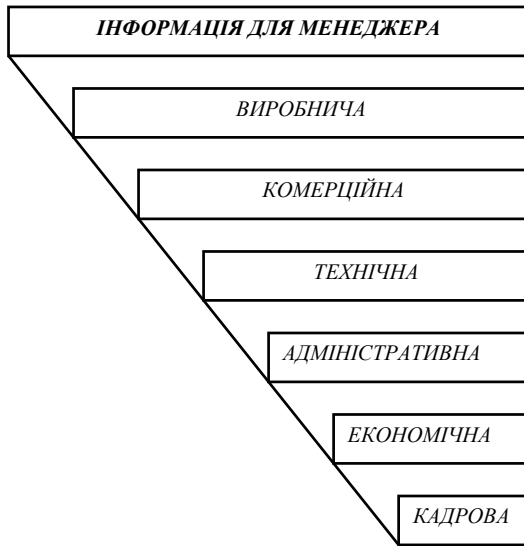 ІНФОРМАЦІЯ ДЛЯ МЕНЕДЖЕРА
ВИРОБНИЧА
КОМЕРЦІЙНА
ТЕХНІЧНА
АДМІНІСТРАТИВНА
ЕКОНОМІЧНА
КАДРОВА